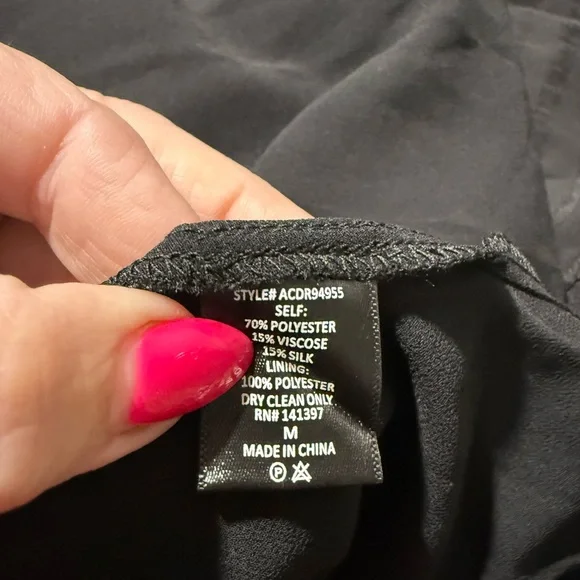 STYLE# ACDR94955
SELF:
70% POLYESTER
15% VISCOSE
15% SILK
LINING:
100% POLYESTER
DRY CLEAN ONLY
RN# 141397
M
MADE IN CHINA
P